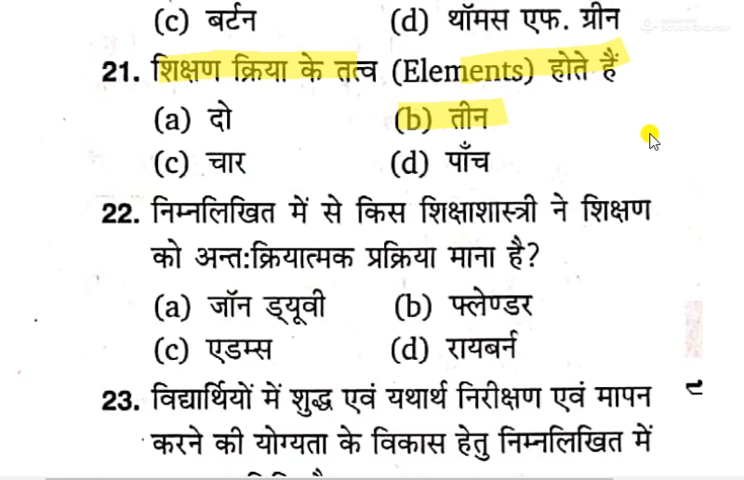 (c) बर्टन (d) थॉमस एफ. ग्रीन
21. शिक्षण क्रिया के तत्व (Elements) होते हैं
(a) दो (b) तीन
(c) चार (d) पाँच
22. निम्नलिखित में से किस शिक्षाशास्त्री ने शिक्षण
को अन्त:क्रियात्मक प्रक्रिया माना है?
(a) जॉन ड्यूवी (b) फ्लेण्डर
(c) एडम्स (d) रायबर्न
23. विद्यार्थियों में शुद्ध एवं यथार्थ निरीक्षण एवं मापन
करने की योग्यता के विकास हेतु निम्नलिखित में